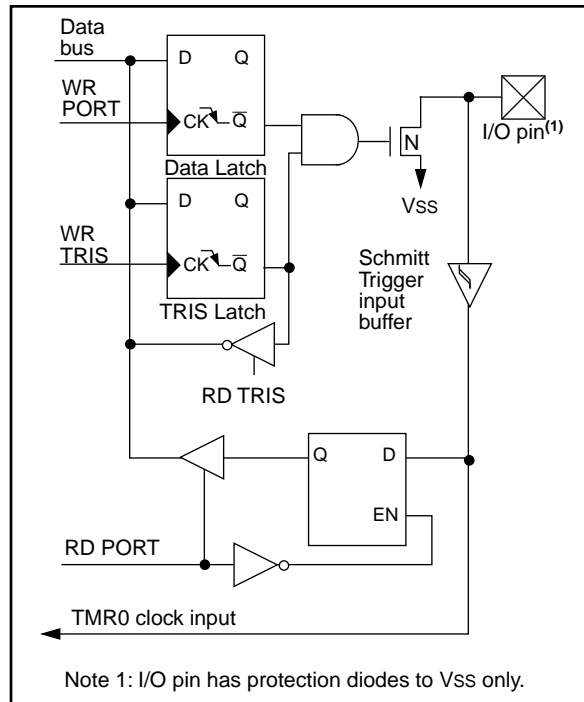 Data
bus
D Q
WR
PORT
CK Q̅
I/O pin(1)
N
Data Latch
VSS
D Q
WR
TRIS
CK Q̅
Schmitt
Trigger
input
buffer
TRIS Latch
RD TRIS
Q D
EN
RD PORT
TMR0 clock input
Note 1: I/O pin has protection diodes to VSS only.